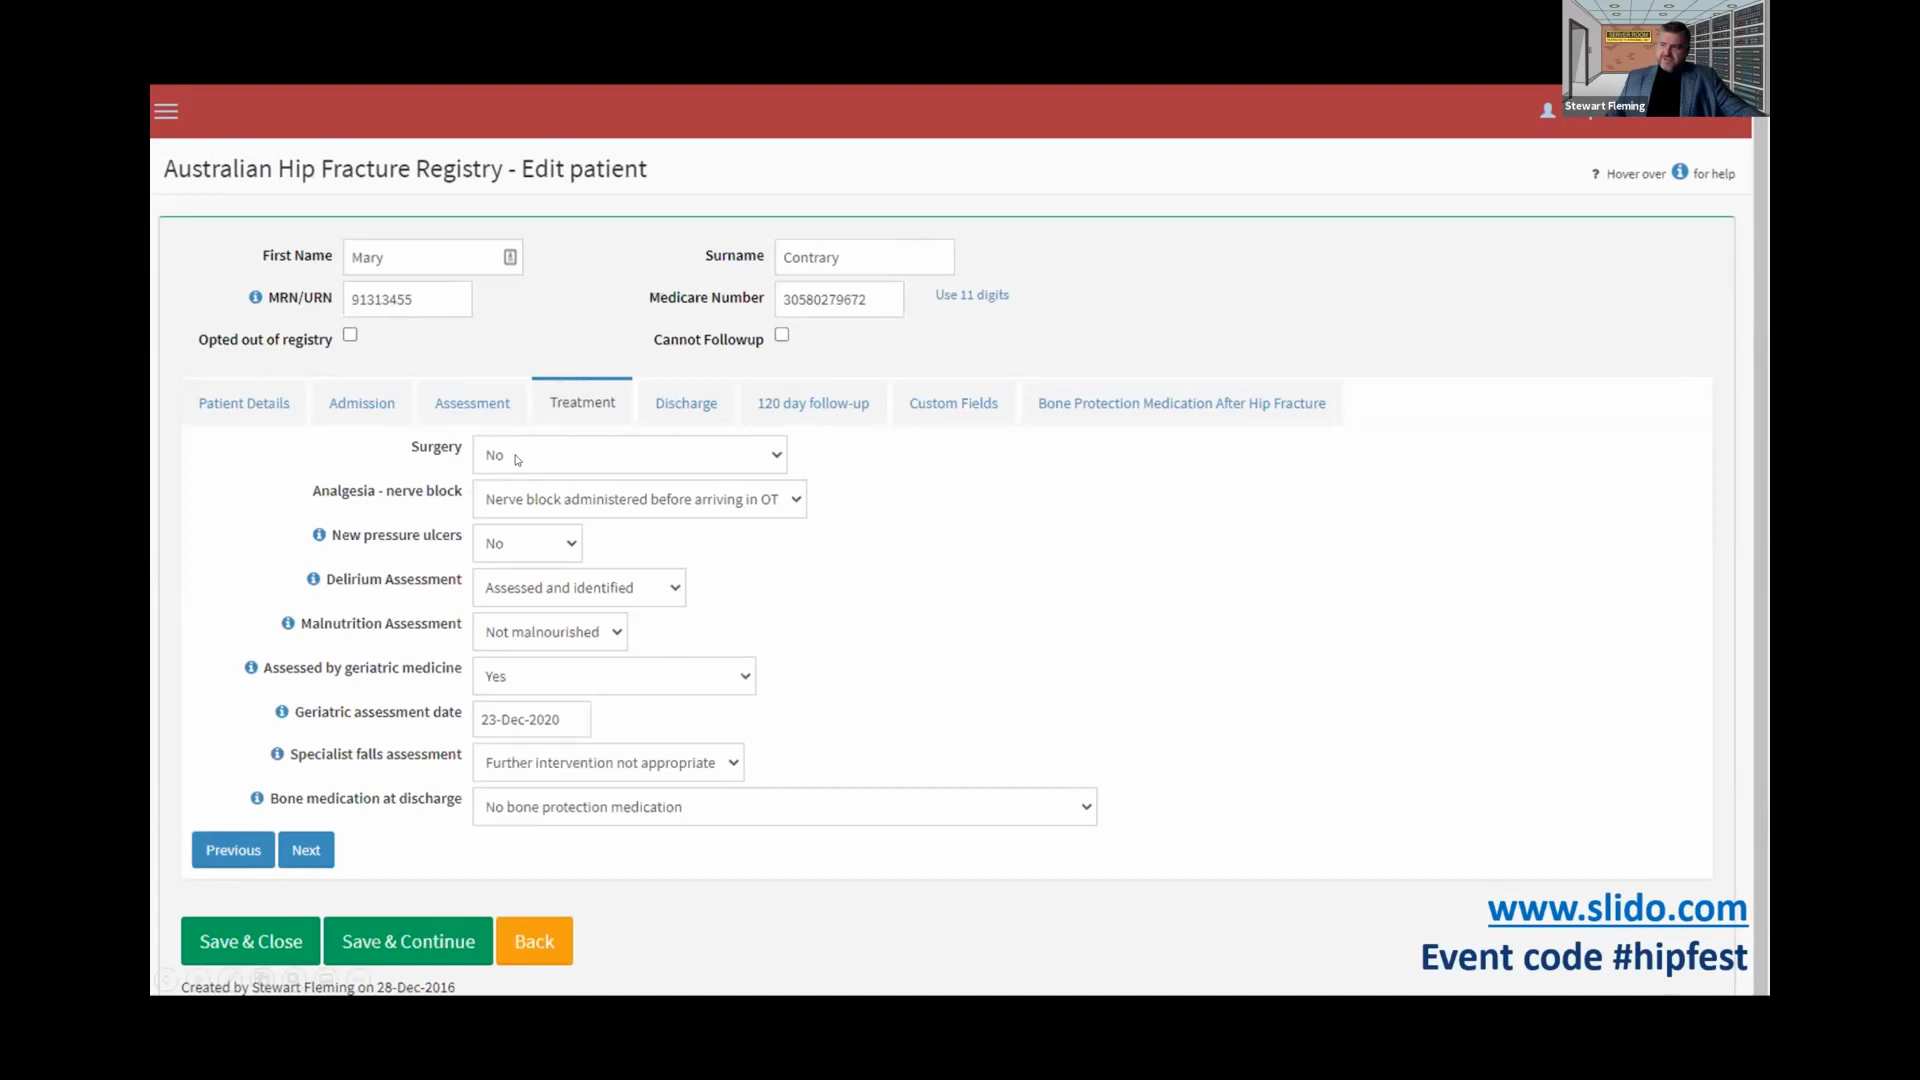 SERVER ROOM
Stewart Fleming
Australian Hip Fracture Registry - Edit patient
? Hover over i for help
First Name Mary Surname Contrary
MRN/URN 91313455 Medicare Number 30580279672 Use 11 digits
Opted out of registry Cannot Followup
Patient Details Admission Assessment Treatment Discharge 120 day follow-up Custom Fields Bone Protection Medication After Hip Fracture
Surgery No
Analgesia - nerve block Nerve block administered before arriving in OT
New pressure ulcers No
Delirium Assessment Assessed and identified
Malnutrition Assessment Not malnourished
Assessed by geriatric medicine Yes
Geriatric assessment date 23-Dec-2020
Specialist falls assessment Further intervention not appropriate
Bone medication at discharge No bone protection medication
Previous Next
Save & Close Save & Continue Back
www.slido.com
Event code #hipfest
Created by Stewart Fleming on 28-Dec-2016